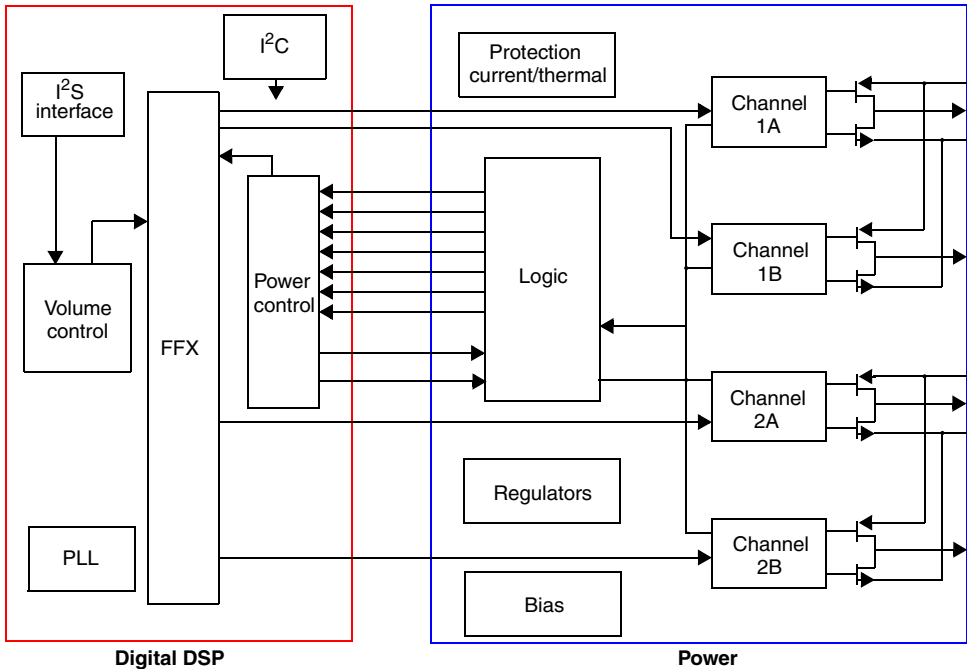 I²C
I²S
interface
Volume
control
FFX
Power
control
PLL
Digital DSP
Protection
current/thermal
Logic
Regulators
Bias
Channel
1A
Channel
1B
Channel
2A
Channel
2B
Power